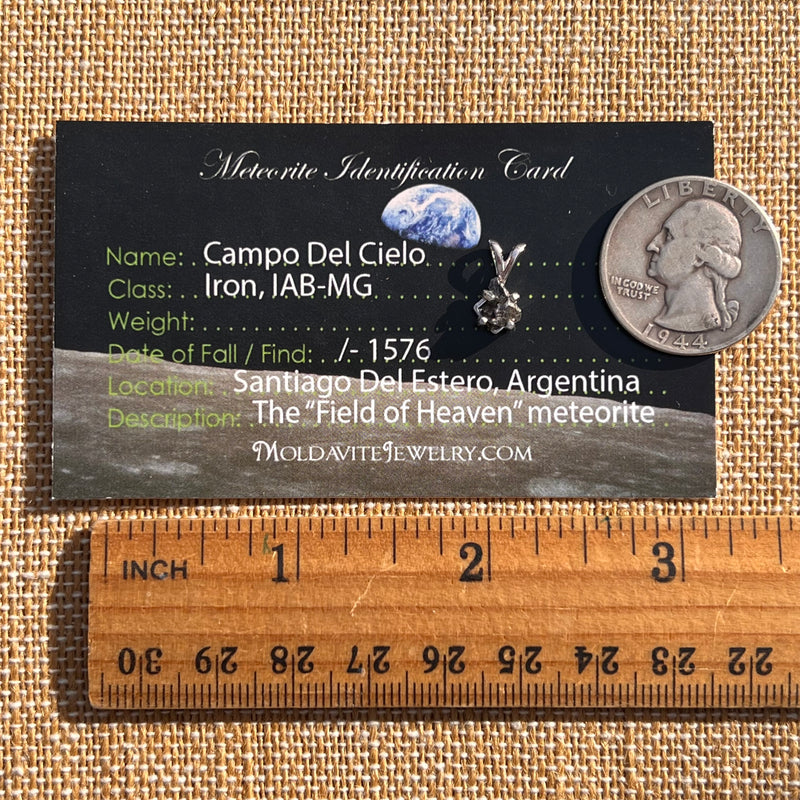 Meteorite Identification Card
Name: Campo Del Cielo
Class: Iron, IAB-MG
Weight:
Date of Fall / Find: /- 1576
Location: Santiago Del Estero, Argentina
Description: The "Field of Heaven" meteorite
MOLDAVITEJEWELRY.COM
LIBERTY
IN GOD WE
TRUST
1944
INCH 1 2 3
30 29 28 27 26 25 24 23 22